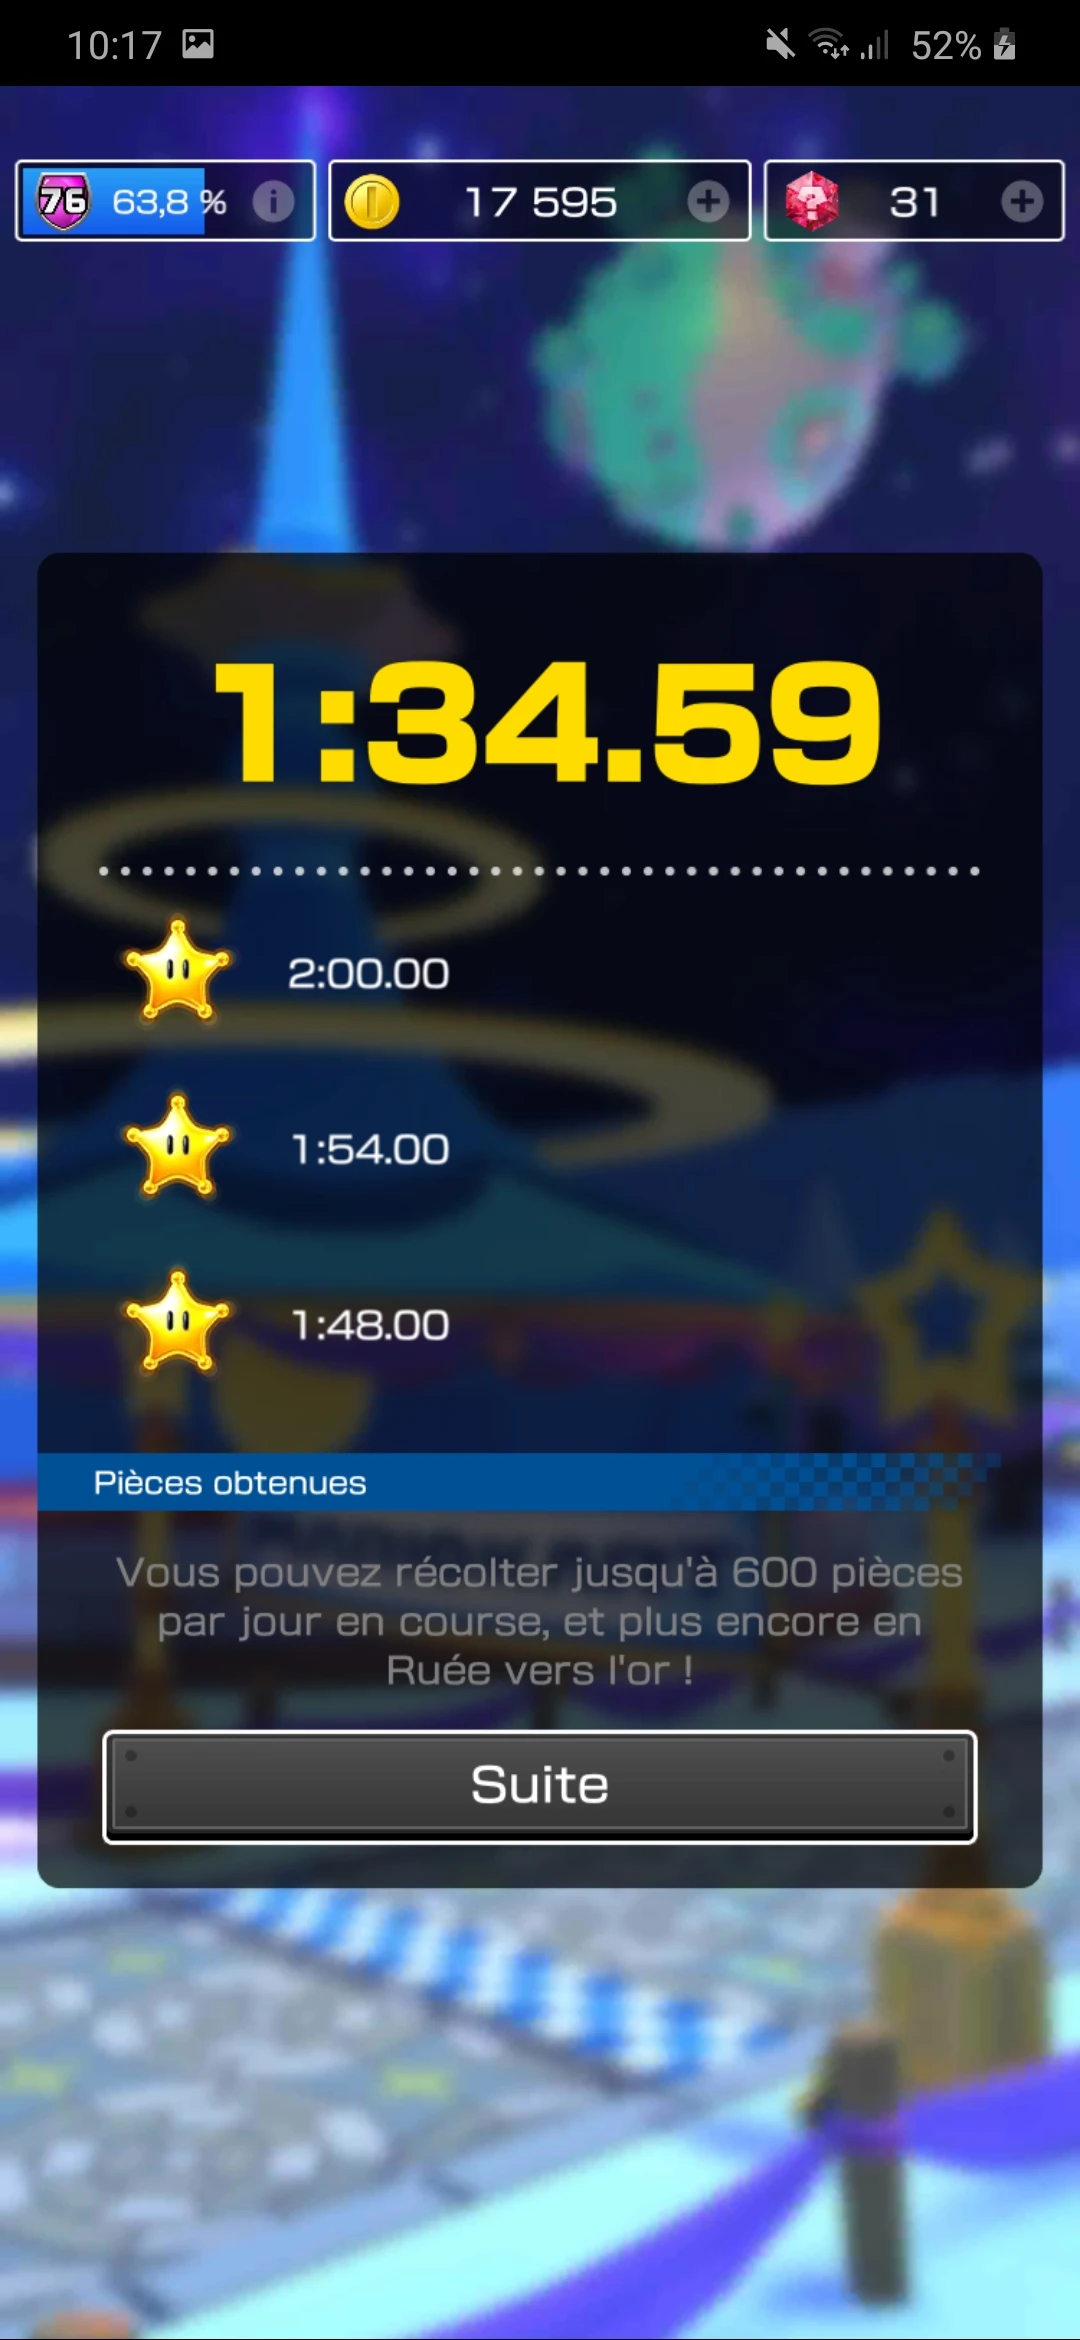 10:17 52%
76 63,8 % i 17 595 + 31 +
1:34.59
2:00.00
1:54.00
1:48.00
Pièces obtenues
Vous pouvez récolter jusqu'à 600 pièces
par jour en course, et plus encore en
Ruée vers l'or !
Suite